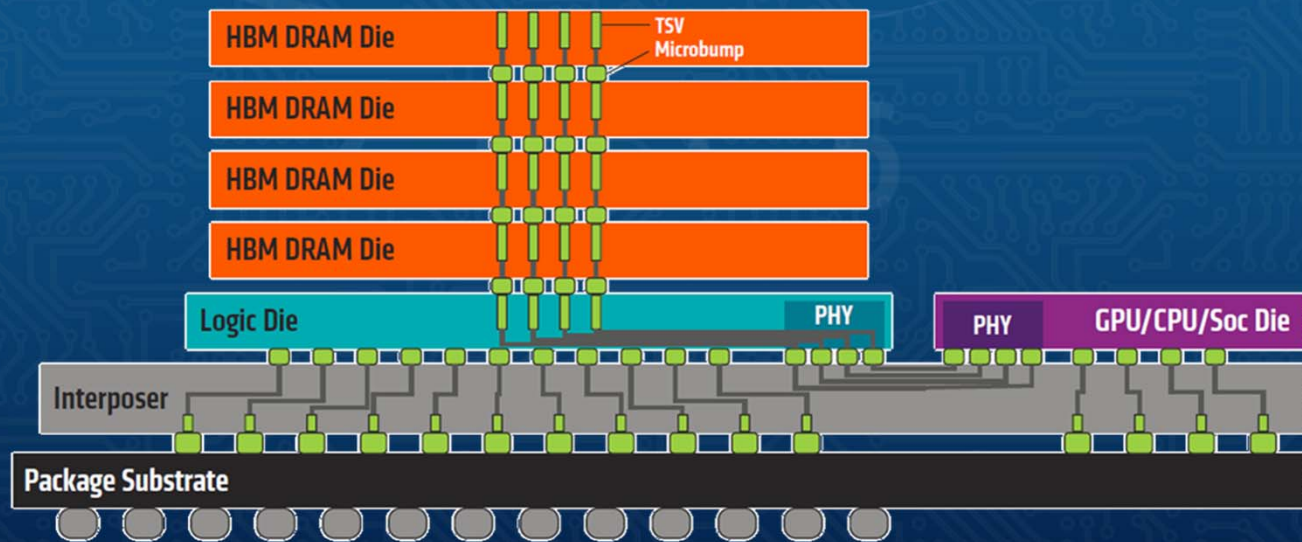 HBM DRAM Die
TSV
Microbump
HBM DRAM Die
HBM DRAM Die
HBM DRAM Die
Logic Die
PHY
PHY
GPU/CPU/Soc Die
Interposer
Package Substrate